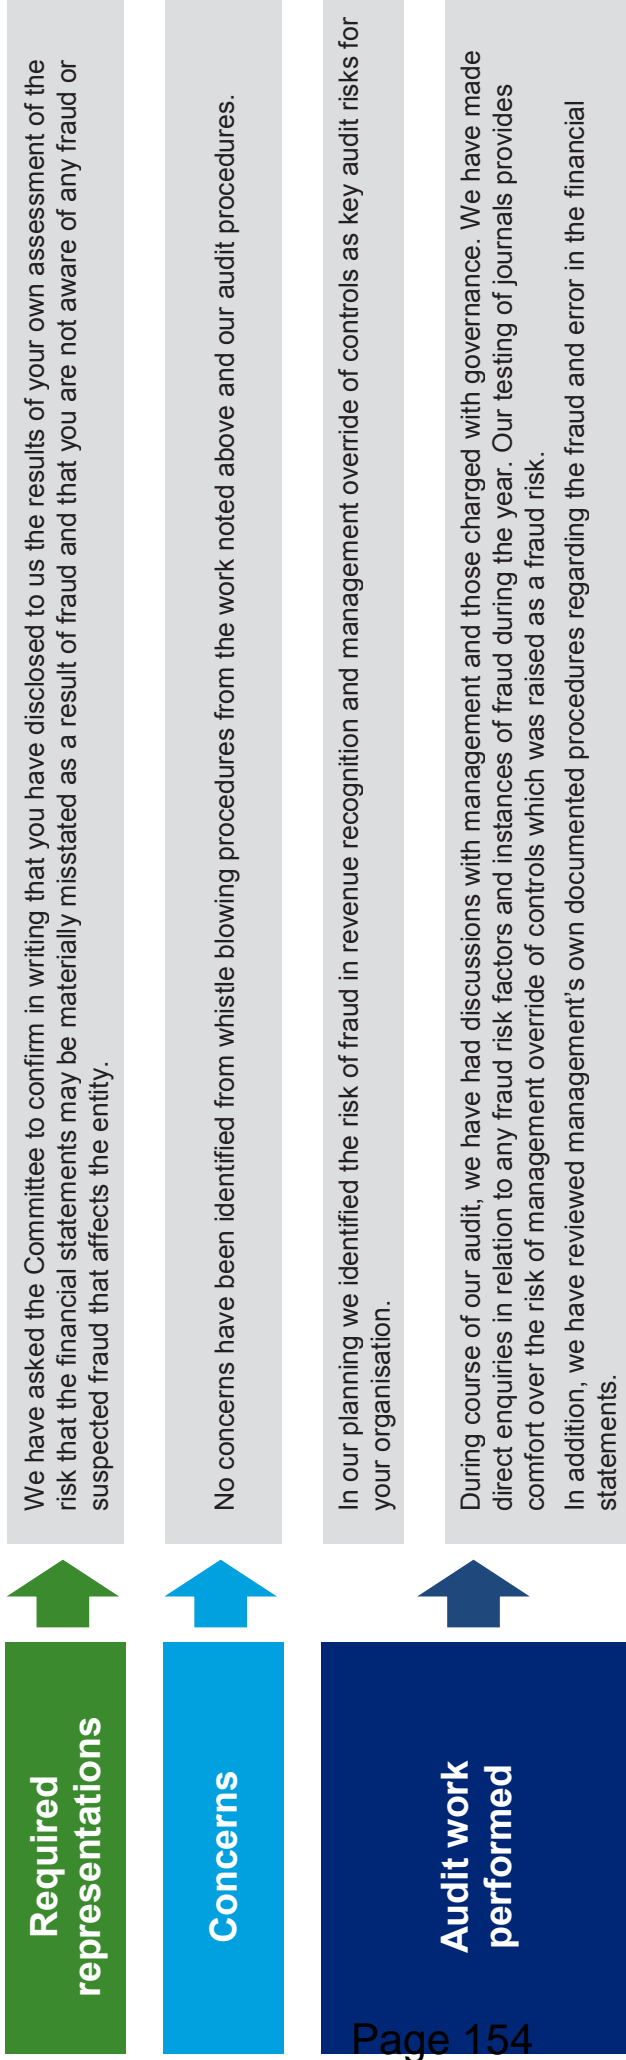 Required
representations
We have asked the Committee to confirm in writing that you have disclosed to us the results of your own assessment of the
risk that the financial statements may be materially misstated as a result of fraud and that you are not aware of any fraud or
suspected fraud that affects the entity.
Concerns
No concerns have been identified from whistle blowing procedures from the work noted above and our audit procedures.
Audit work
performed
In our planning we identified the risk of fraud in revenue recognition and management override of controls as key audit risks for
your organisation.
During course of our audit, we have had discussions with management and those charged with governance. We have made
direct enquiries in relation to any fraud risk factors and instances of fraud during the year. Our testing of journals provides
comfort over the risk of management override of controls which was raised as a fraud risk.
In addition, we have reviewed management’s own documented procedures regarding the fraud and error in the financial
statements.
Page 154